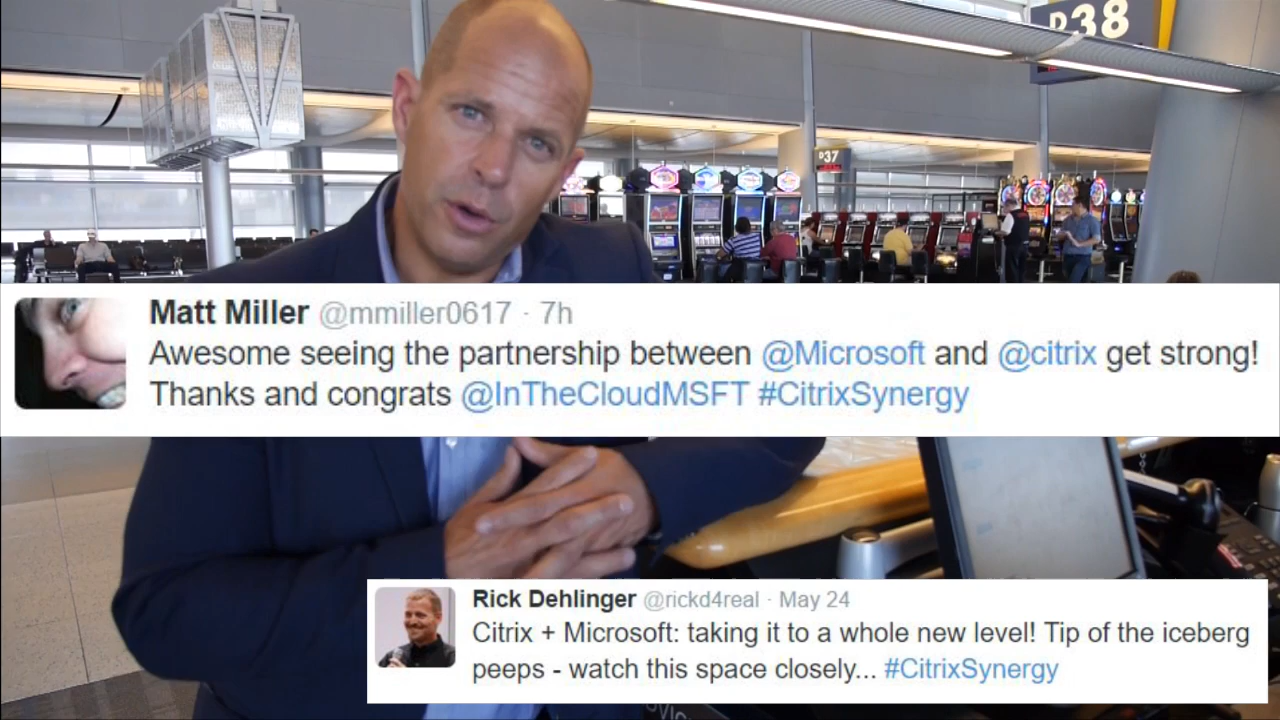 D38
D37
Matt Miller @mmiller0617 · 7h
Awesome seeing the partnership between @Microsoft and @citrix get strong!
Thanks and congrats @InTheCloudMSFT #CitrixSynergy
Rick Dehlinger @rickd4real · May 24
Citrix + Microsoft: taking it to a whole new level! Tip of the iceberg
peeps - watch this space closely... #CitrixSynergy